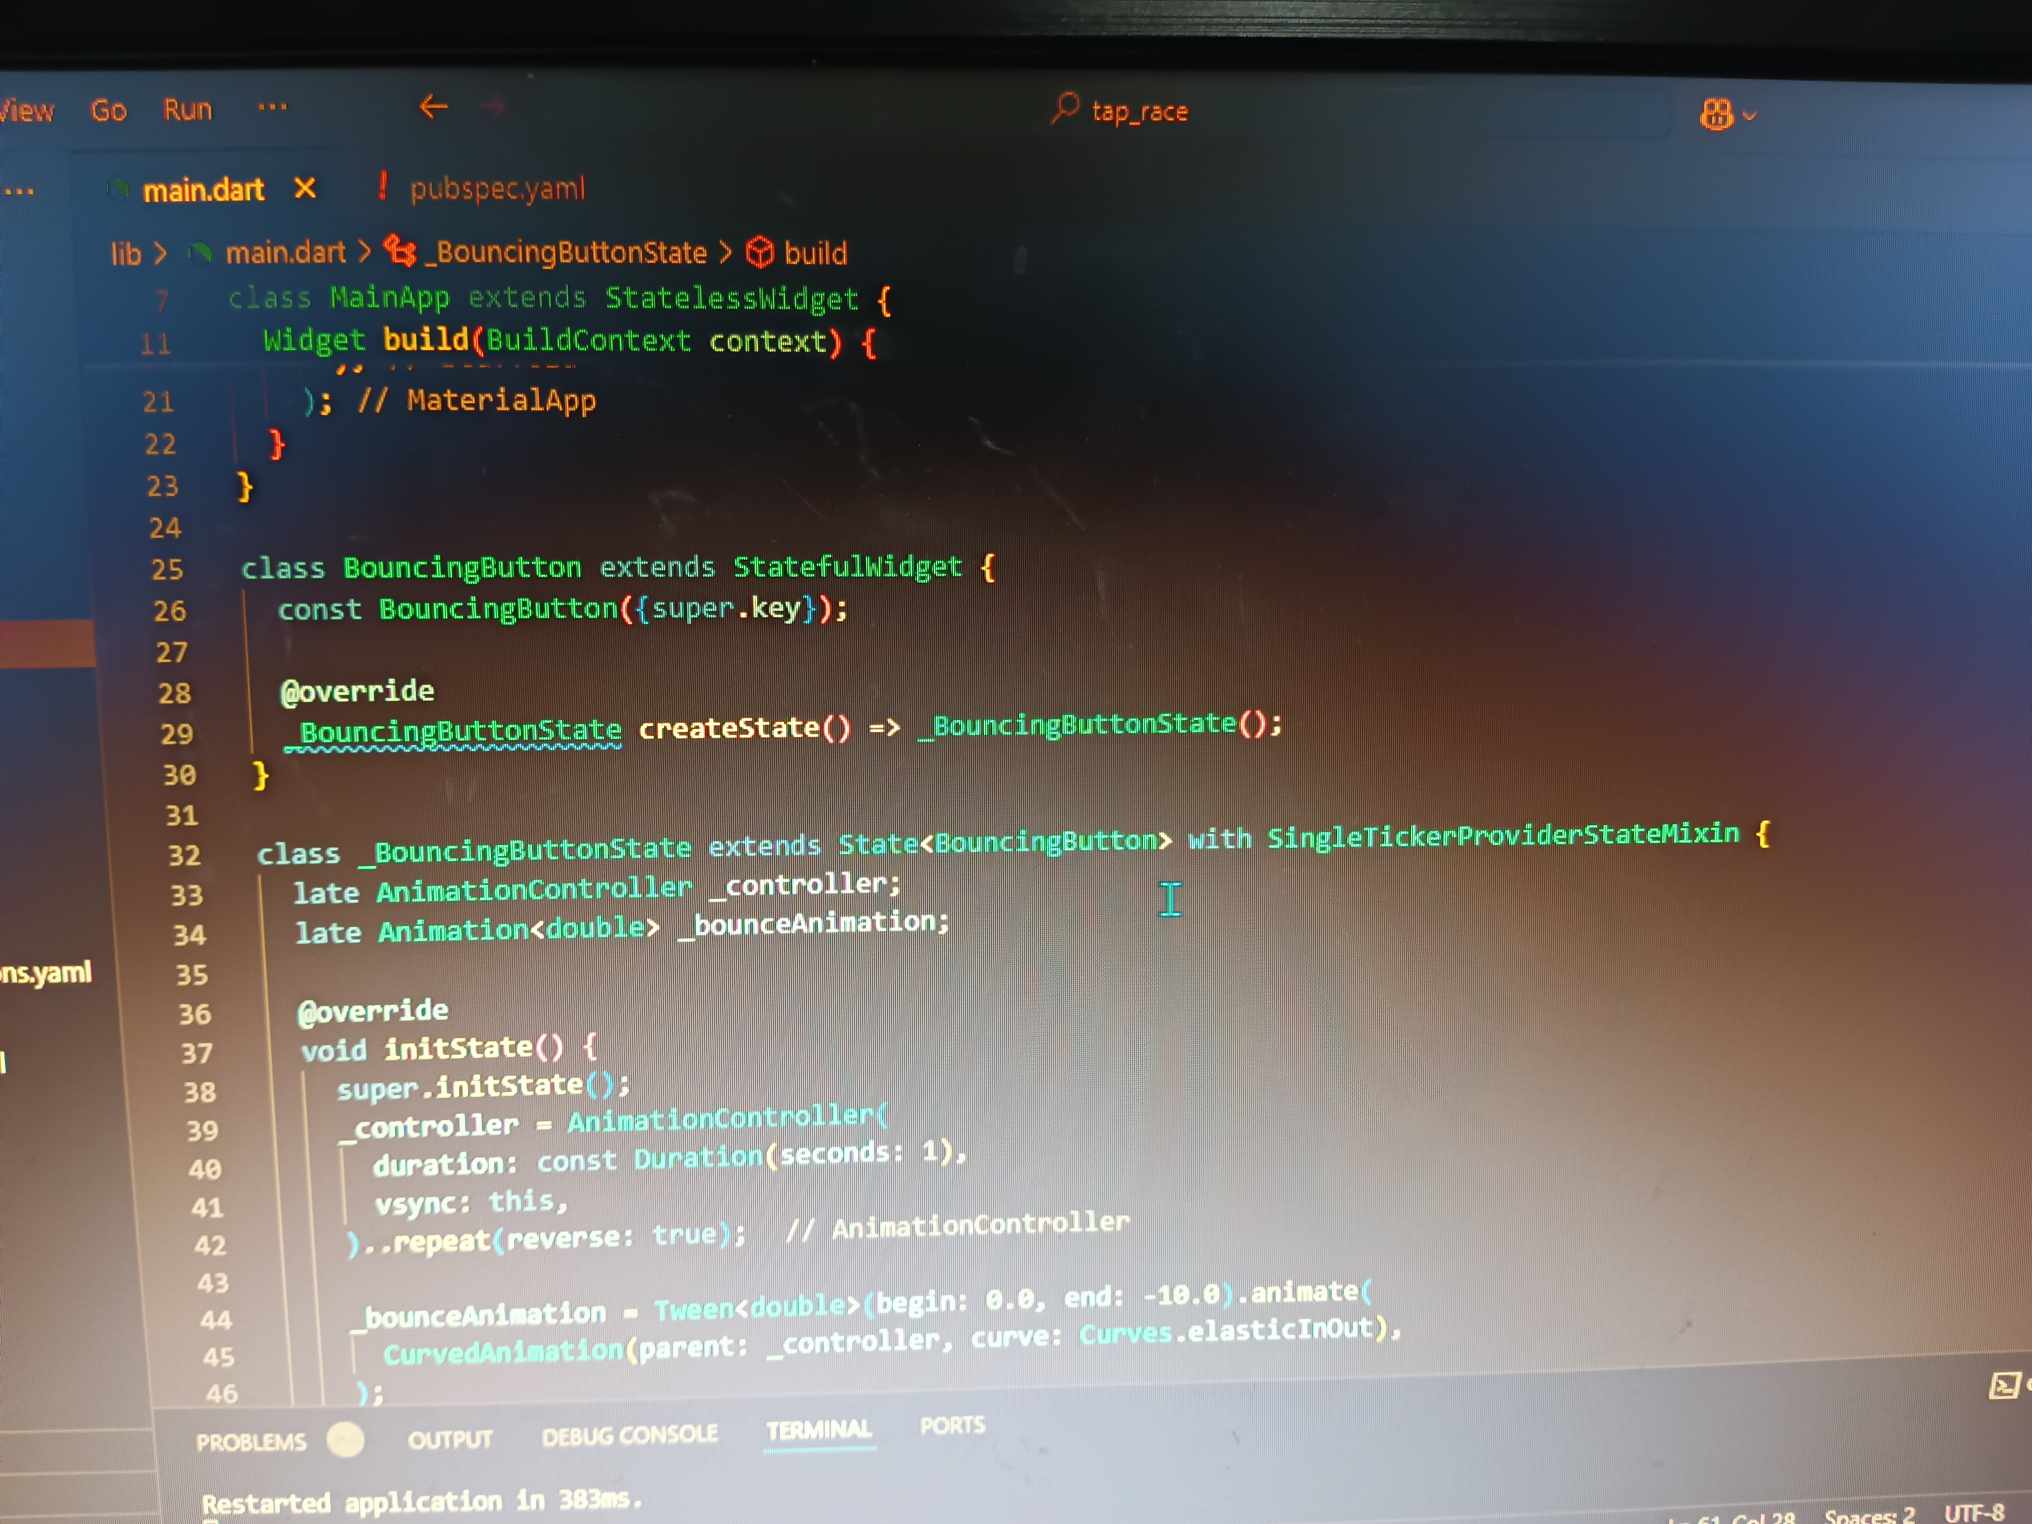 View Go Run ... tap_race
... main.dart × ! pubspec.yaml
lib > main.dart > _BouncingButtonState > build
7 class MainApp extends StatelessWidget {
11 Widget build(BuildContext context) {
21 ); // MaterialApp
22 }
23 }
24
25 class BouncingButton extends StatefulWidget {
26 const BouncingButton({super.key});
27
28 @override
29 _BouncingButtonState createState() => _BouncingButtonState();
30 }
31
32 class _BouncingButtonState extends State<BouncingButton> with SingleTickerProviderStateMixin {
33 late AnimationController _controller;
34 late Animation<double> _bounceAnimation;
35
ns.yaml
36 @override
37 void initState() {
38 super.initState();
39 _controller = AnimationController(
40 duration: const Duration(seconds: 1),
41 vsync: this,
42 )..repeat(reverse: true); // AnimationController
43
44 _bounceAnimation = Tween<double>(begin: 0.0, end: -10.0).animate(
45 CurvedAnimation(parent: _controller, curve: Curves.elasticInOut),
46 );
PROBLEMS OUTPUT DEBUG CONSOLE TERMINAL PORTS
Restarted application in 383ms.
Col 28 Spaces: 2 UTF-8